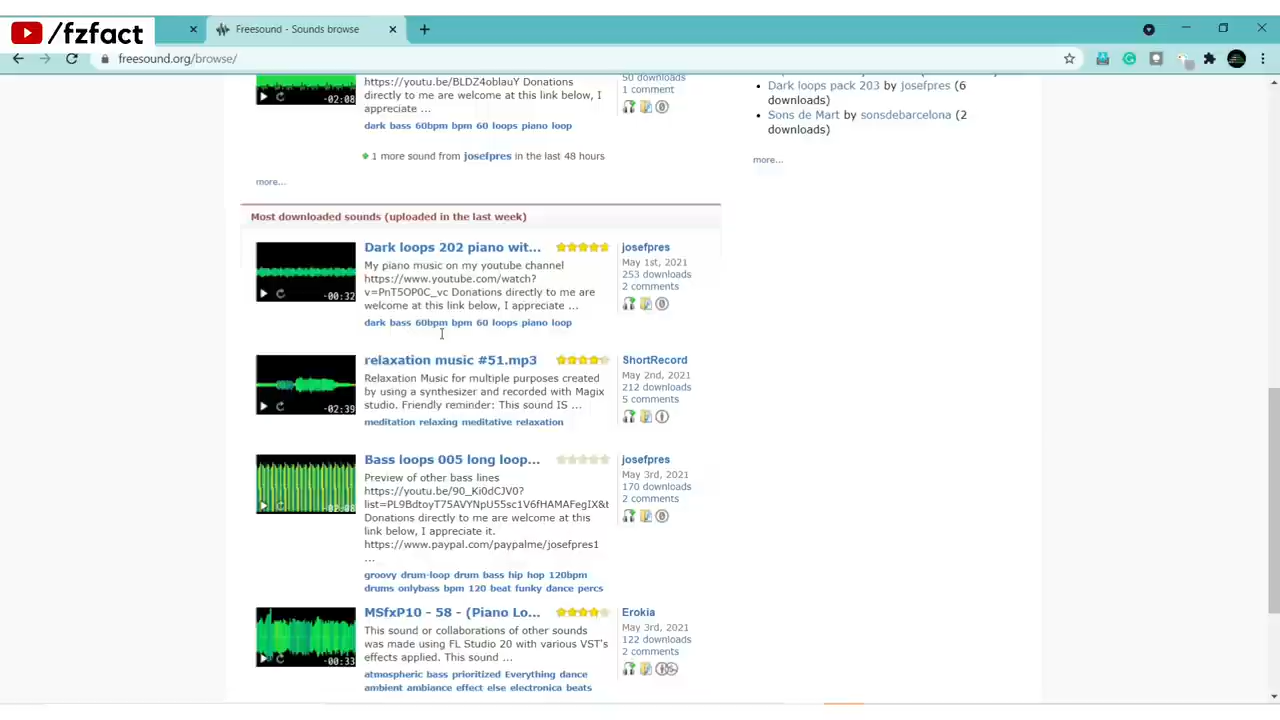 /fzfact
Freesound - Sounds browse
freesound.org/browse/
https://youtu.be/BLDZ4oblauY Donations
directly to me are welcome at this link below, I
appreciate ...
-02:08
50 downloads
1 comment
dark bass 60bpm bpm 60 loops piano loop
1 more sound from josefpres in the last 48 hours
more...
Dark loops pack 203 by josefpres (6
downloads)
Sons de Mart by sonsdebarcelona (2
downloads)
more...
Most downloaded sounds (uploaded in the last week)
Dark loops 202 piano wit...
My piano music on my youtube channel
https://www.youtube.com/watch?
v=PnT5OP0C_vc Donations directly to me are
welcome at this link below, I appreciate ...
dark bass 60bpm bpm 60 loops piano loop
-00:32
josefpres
May 1st, 2021
253 downloads
2 comments
relaxation music #51.mp3
Relaxation Music for multiple purposes created
by using a synthesizer and recorded with Magix
studio. Friendly reminder: This sound IS ...
meditation relaxing meditative relaxation
-02:39
ShortRecord
May 2nd, 2021
212 downloads
5 comments
Bass loops 005 long loop...
Preview of other bass lines
https://youtu.be/90_Ki0dCJV0?
list=PL9BdtoyT75AVYNpU55sc1V6fHAMAFegIX&t
Donations directly to me are welcome at this
link below, I appreciate it.
https://www.paypal.com/paypalme/josefpres1
...
groovy drum-loop drum bass hip hop 120bpm
drums onlybass bpm 120 beat funky dance percs
-02:08
josefpres
May 3rd, 2021
170 downloads
2 comments
MSfxP10 - 58 - (Piano Lo...
This sound or collaborations of other sounds
was made using FL Studio 20 with various VST's
effects applied. This sound ...
atmospheric bass prioritized Everything dance
ambient ambiance effect else electronica beats
-00:33
Erokia
May 3rd, 2021
122 downloads
2 comments